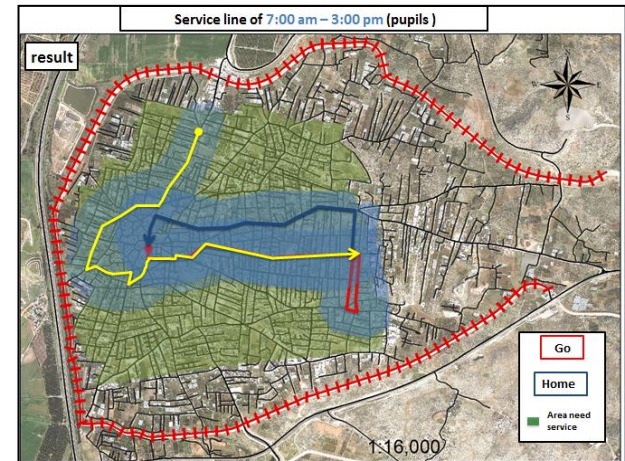 Service line of 7:00 am – 3:00 pm (pupils )
result
N
W E
S
Go
Home
Area need
service
1:16,000